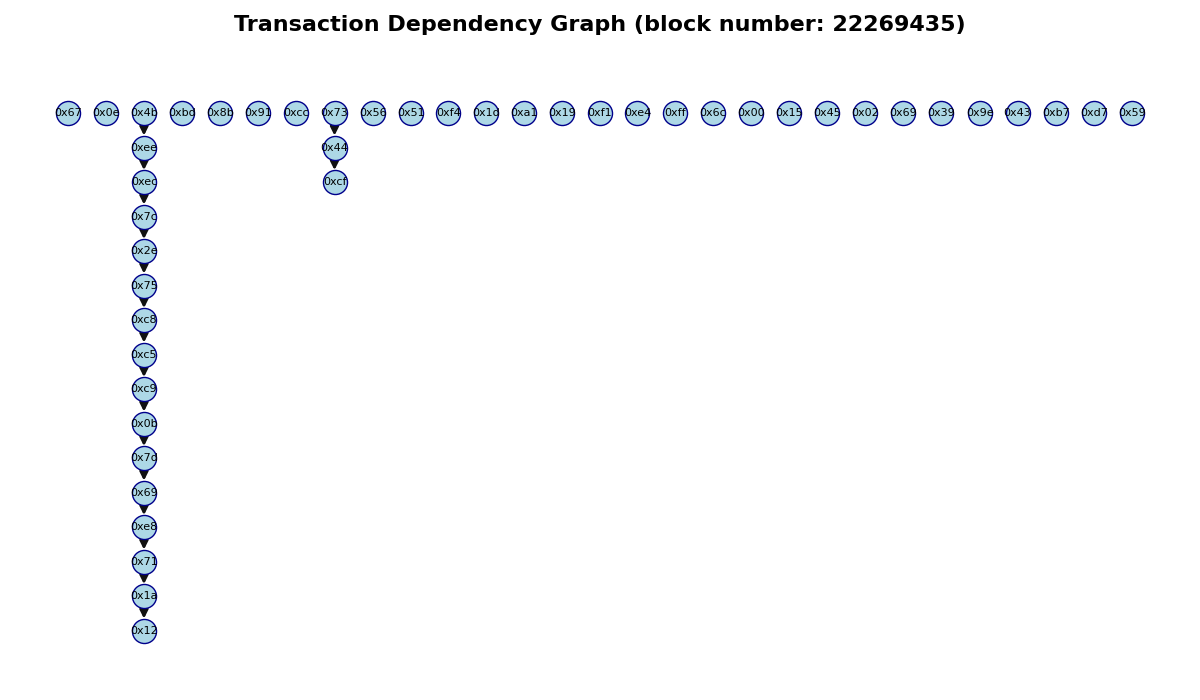 Transaction Dependency Graph (block number: 22269435)
0x67 0x0e 0x4b 0xbd 0x8b 0x91 0xcc 0x73 0x56 0x51 0xf4 0x1d 0xa1 0x19 0xf1 0xe4 0xff 0x6c 0x00 0x15 0x45 0x02 0x69 0x39 0x9e 0x43 0xb7 0xd7 0x59
0xee 0x44
0xec 0xcf
0x7c
0x2e
0x75
0xc8
0xc5
0xc9
0x0b
0x7d
0x69
0xe8
0x71
0x1a
0x12